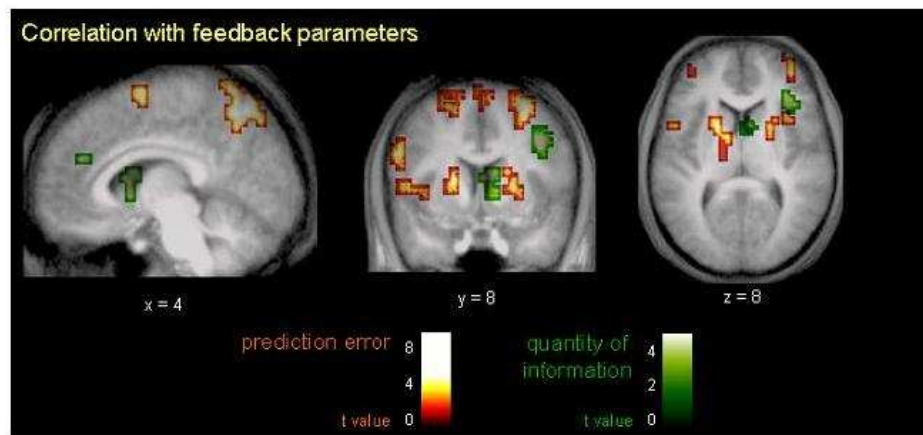 Correlation with feedback parameters
x = 4
y = 8
z = 8
prediction error
8
4
0
t value
quantity of
information
4
2
0
t value